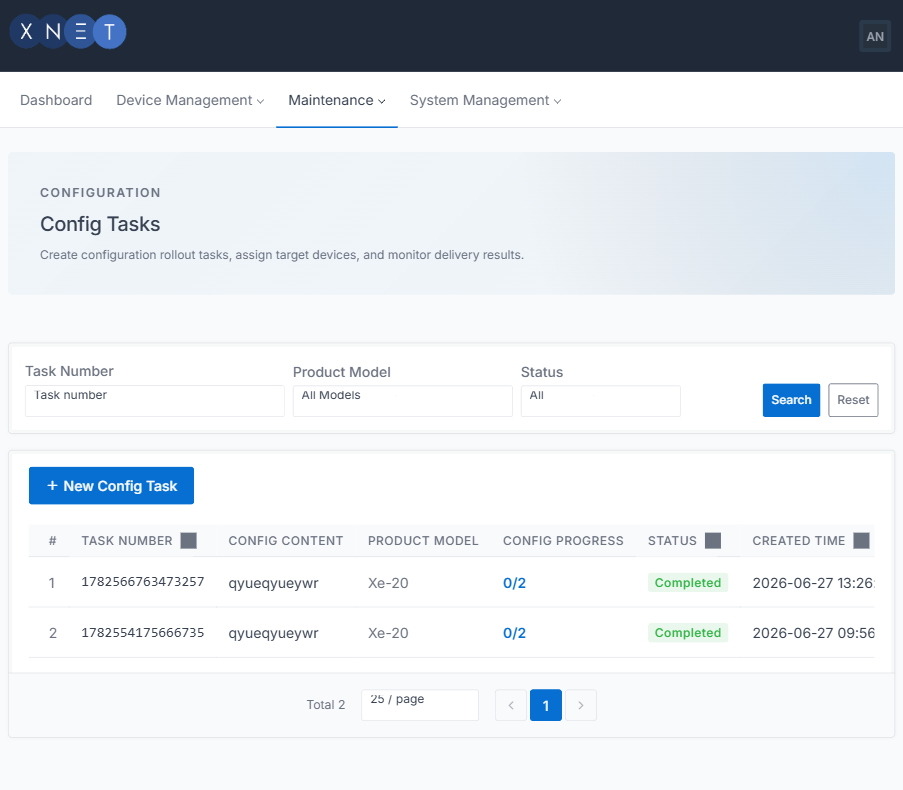 XNET
AN
Dashboard Device Management Maintenance System Management
CONFIGURATION
Config Tasks
Create configuration rollout tasks, assign target devices, and monitor delivery results.
Task Number Product Model Status
Task number All Models All Search Reset
+ New Config Task
# TASK NUMBER CONFIG CONTENT PRODUCT MODEL CONFIG PROGRESS STATUS CREATED TIME
1 1782566763473257 qyueqyueywr Xe-20 0/2 Completed 2026-06-27 13:26:
2 1782554175666735 qyueqyueywr Xe-20 0/2 Completed 2026-06-27 09:56
Total 2 25 / page < 1 >